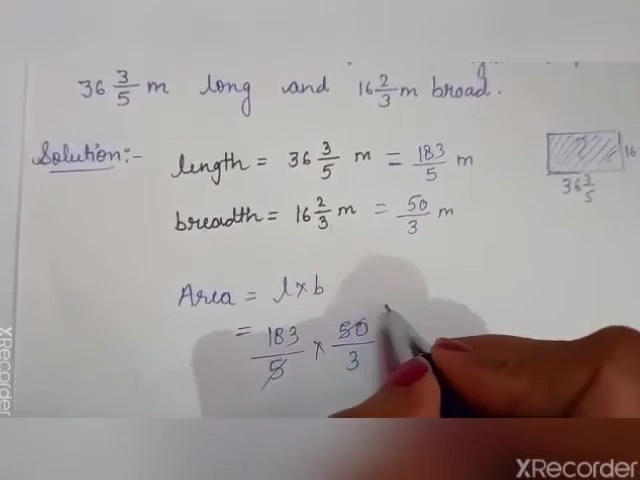 36 3/5 m long and 16 2/3 m broad.
Solution:- length = 36 3/5 m = 183/5 m
16
36 3/5
breadth = 16 2/3 m = 50/3 m
Area = l × b
= 183/5 × 50/3
XRecorder
XRecorder